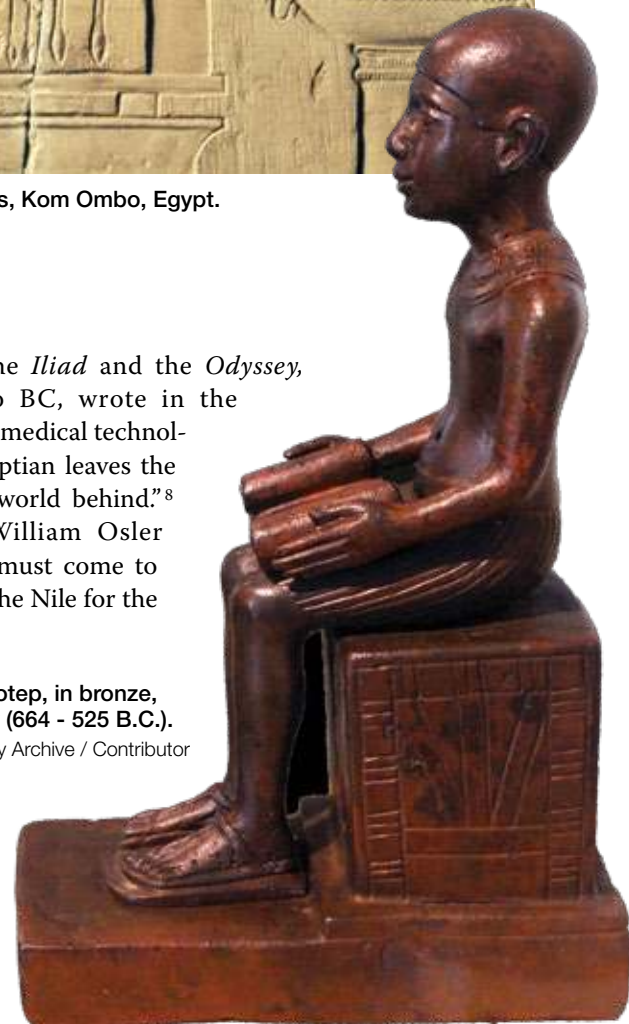 s, Kom Ombo, Egypt.
ne Iliad and the Odyssey,
o BC, wrote in the
medical technol-
ptian leaves the
world behind.” 8
William Osler
must come to
he Nile for the
otep, in bronze,
(664 - 525 B.C.).
y Archive / Contributor